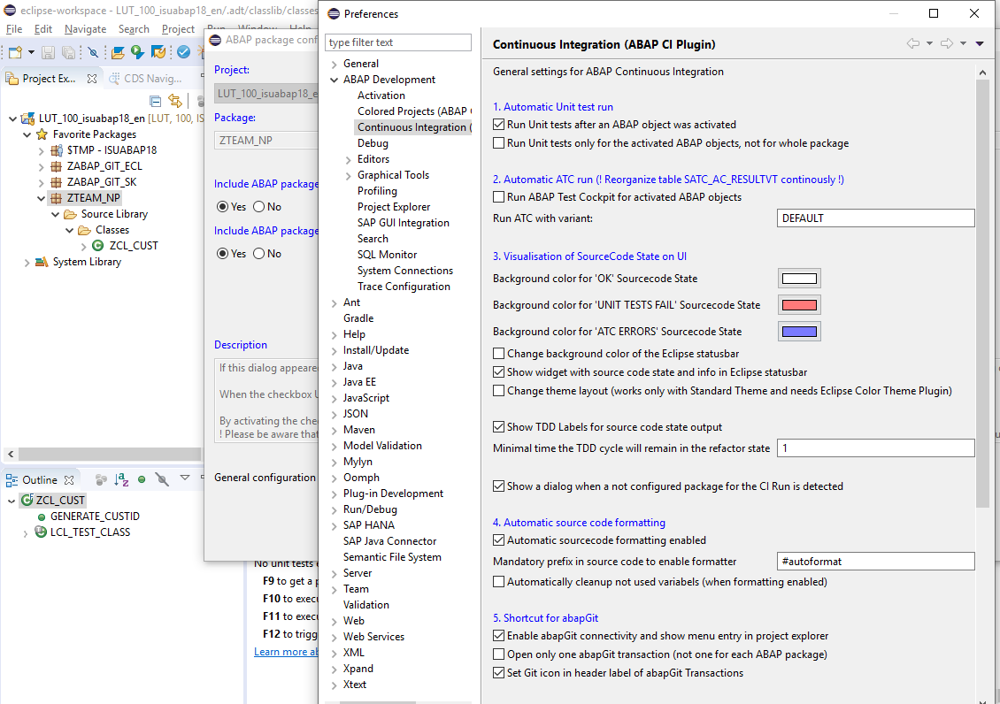 eclipse-workspace - LUT_100_isuabap18_en/.adt/classlib/classes
File Edit Navigate Search Project Run Window Help
Project Ex...
CDS Navig...
LUT_100_isuabap18_en [LUT, 100, IS
Favorite Packages
$TMP - ISUABAP18
ZABAP_GIT_ECL
ZABAP_GIT_SK
ZTEAM_NP
Source Library
Classes
ZCL_CUST
System Library
Outline
ZCL_CUST
GENERATE_CUSTID
LCL_TEST_CLASS
ABAP package conf
Project:
LUT_100_isuabap18_e
Package:
ZTEAM_NP
Include ABAP package
Yes No
Include ABAP package
Yes No
Description
If this dialog appeare
When the checkbox U
By activating the che
! Please be aware that
General configuration
No unit tests e
F9 to get a p
F10 to execu
F11 to execu
F12 to trigg
Learn more ab
Preferences
type filter text
General
ABAP Development
Activation
Colored Projects (ABAP
Continuous Integration (
Debug
Editors
Graphical Tools
Profiling
Project Explorer
SAP GUI Integration
Search
SQL Monitor
System Connections
Trace Configuration
Ant
Gradle
Help
Install/Update
Java
Java EE
JavaScript
JSON
Maven
Model Validation
Mylyn
Oomph
Plug-in Development
Run/Debug
SAP HANA
SAP Java Connector
Semantic File System
Server
Team
Validation
Web
Web Services
XML
Xpand
Xtext
Continuous Integration (ABAP CI Plugin)
General settings for ABAP Continuous Integration
1. Automatic Unit test run
Run Unit tests after an ABAP object was activated
Run Unit tests only for the activated ABAP objects, not for whole package
2. Automatic ATC run (! Reorganize table SATC_AC_RESULTVT continously !)
Run ABAP Test Cockpit for activated ABAP objects
Run ATC with variant: DEFAULT
3. Visualisation of SourceCode State on UI
Background color for 'OK' Sourcecode State
Background color for 'UNIT TESTS FAIL' Sourcecode State
Background color for 'ATC ERRORS' Sourcecode State
Change background color of the Eclipse statusbar
Show widget with source code state and info in Eclipse statusbar
Change theme layout (works only with Standard Theme and needs Eclipse Color Theme Plugin)
Show TDD Labels for source code state output
Minimal time the TDD cycle will remain in the refactor state 1
Show a dialog when a not configured package for the CI Run is detected
4. Automatic source code formatting
Automatic sourcecode formatting enabled
Mandatory prefix in source code to enable formatter #autoformat
Automatically cleanup not used variabels (when formatting enabled)
5. Shortcut for abapGit
Enable abapGit connectivity and show menu entry in project explorer
Open only one abapGit transaction (not one for each ABAP package)
Set Git icon in header label of abapGit Transactions